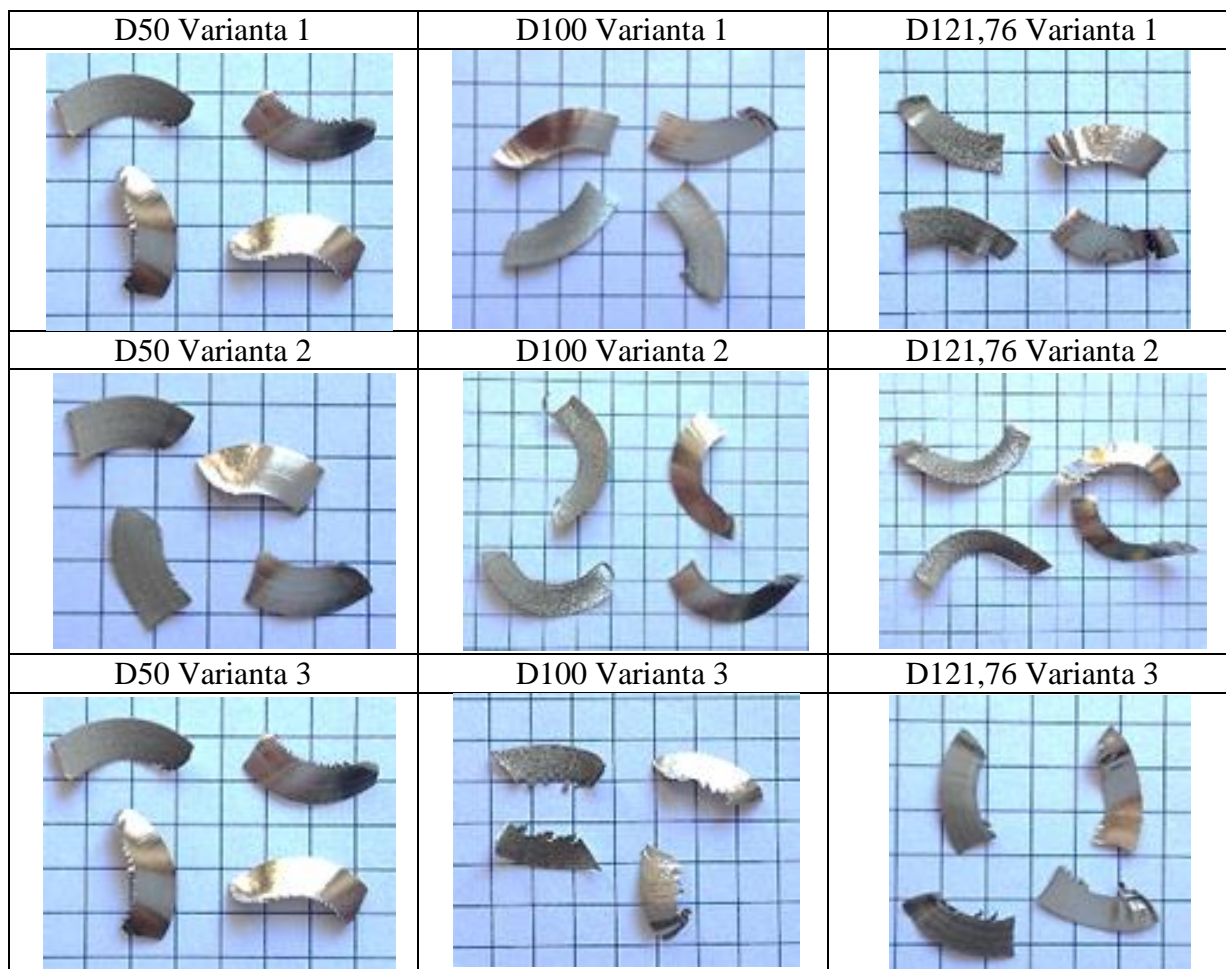 D50 Varianta 1
D100 Varianta 1
D121,76 Varianta 1
D50 Varianta 2
D100 Varianta 2
D121,76 Varianta 2
D50 Varianta 3
D100 Varianta 3
D121,76 Varianta 3